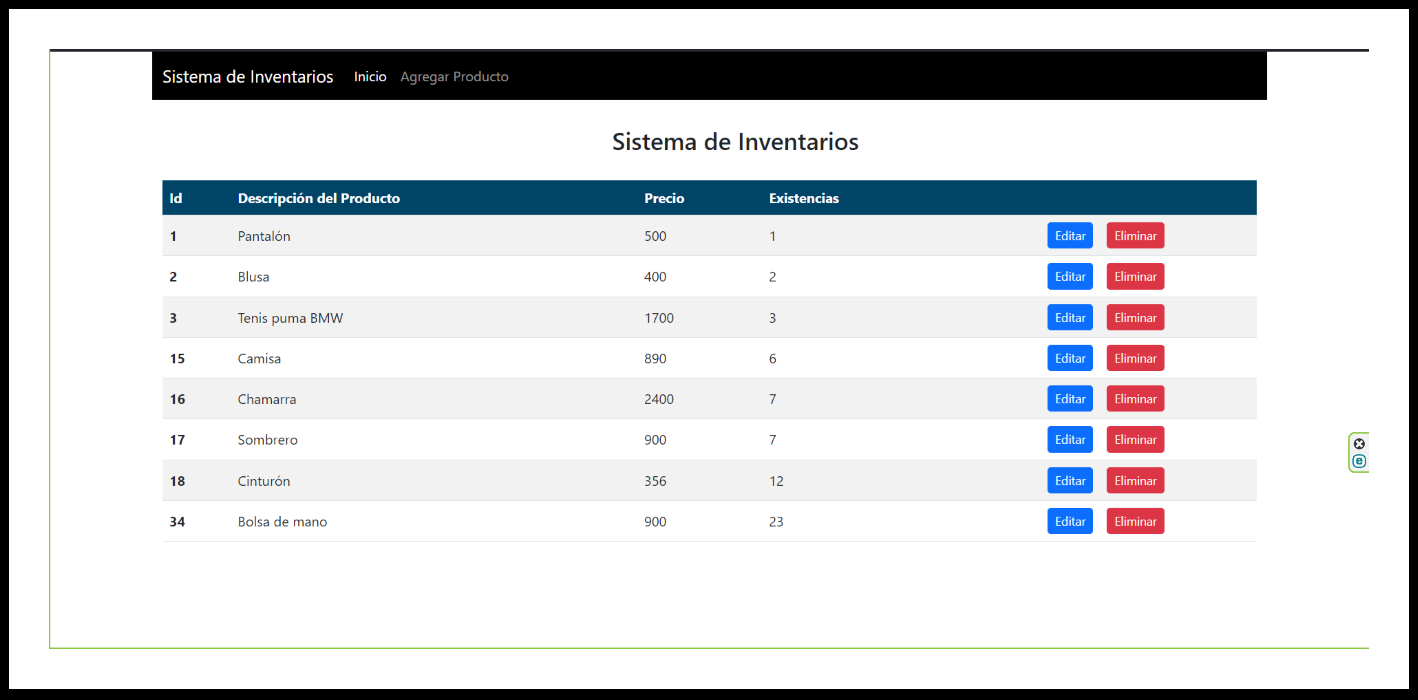 Sistema de Inventarios Inicio Agregar Producto
Sistema de Inventarios
Id Descripción del Producto Precio Existencias
1 Pantalón 500 1 Editar Eliminar
2 Blusa 400 2 Editar Eliminar
3 Tenis puma BMW 1700 3 Editar Eliminar
15 Camisa 890 6 Editar Eliminar
16 Chamarra 2400 7 Editar Eliminar
17 Sombrero 900 7 Editar Eliminar
18 Cinturón 356 12 Editar Eliminar
34 Bolsa de mano 900 23 Editar Eliminar